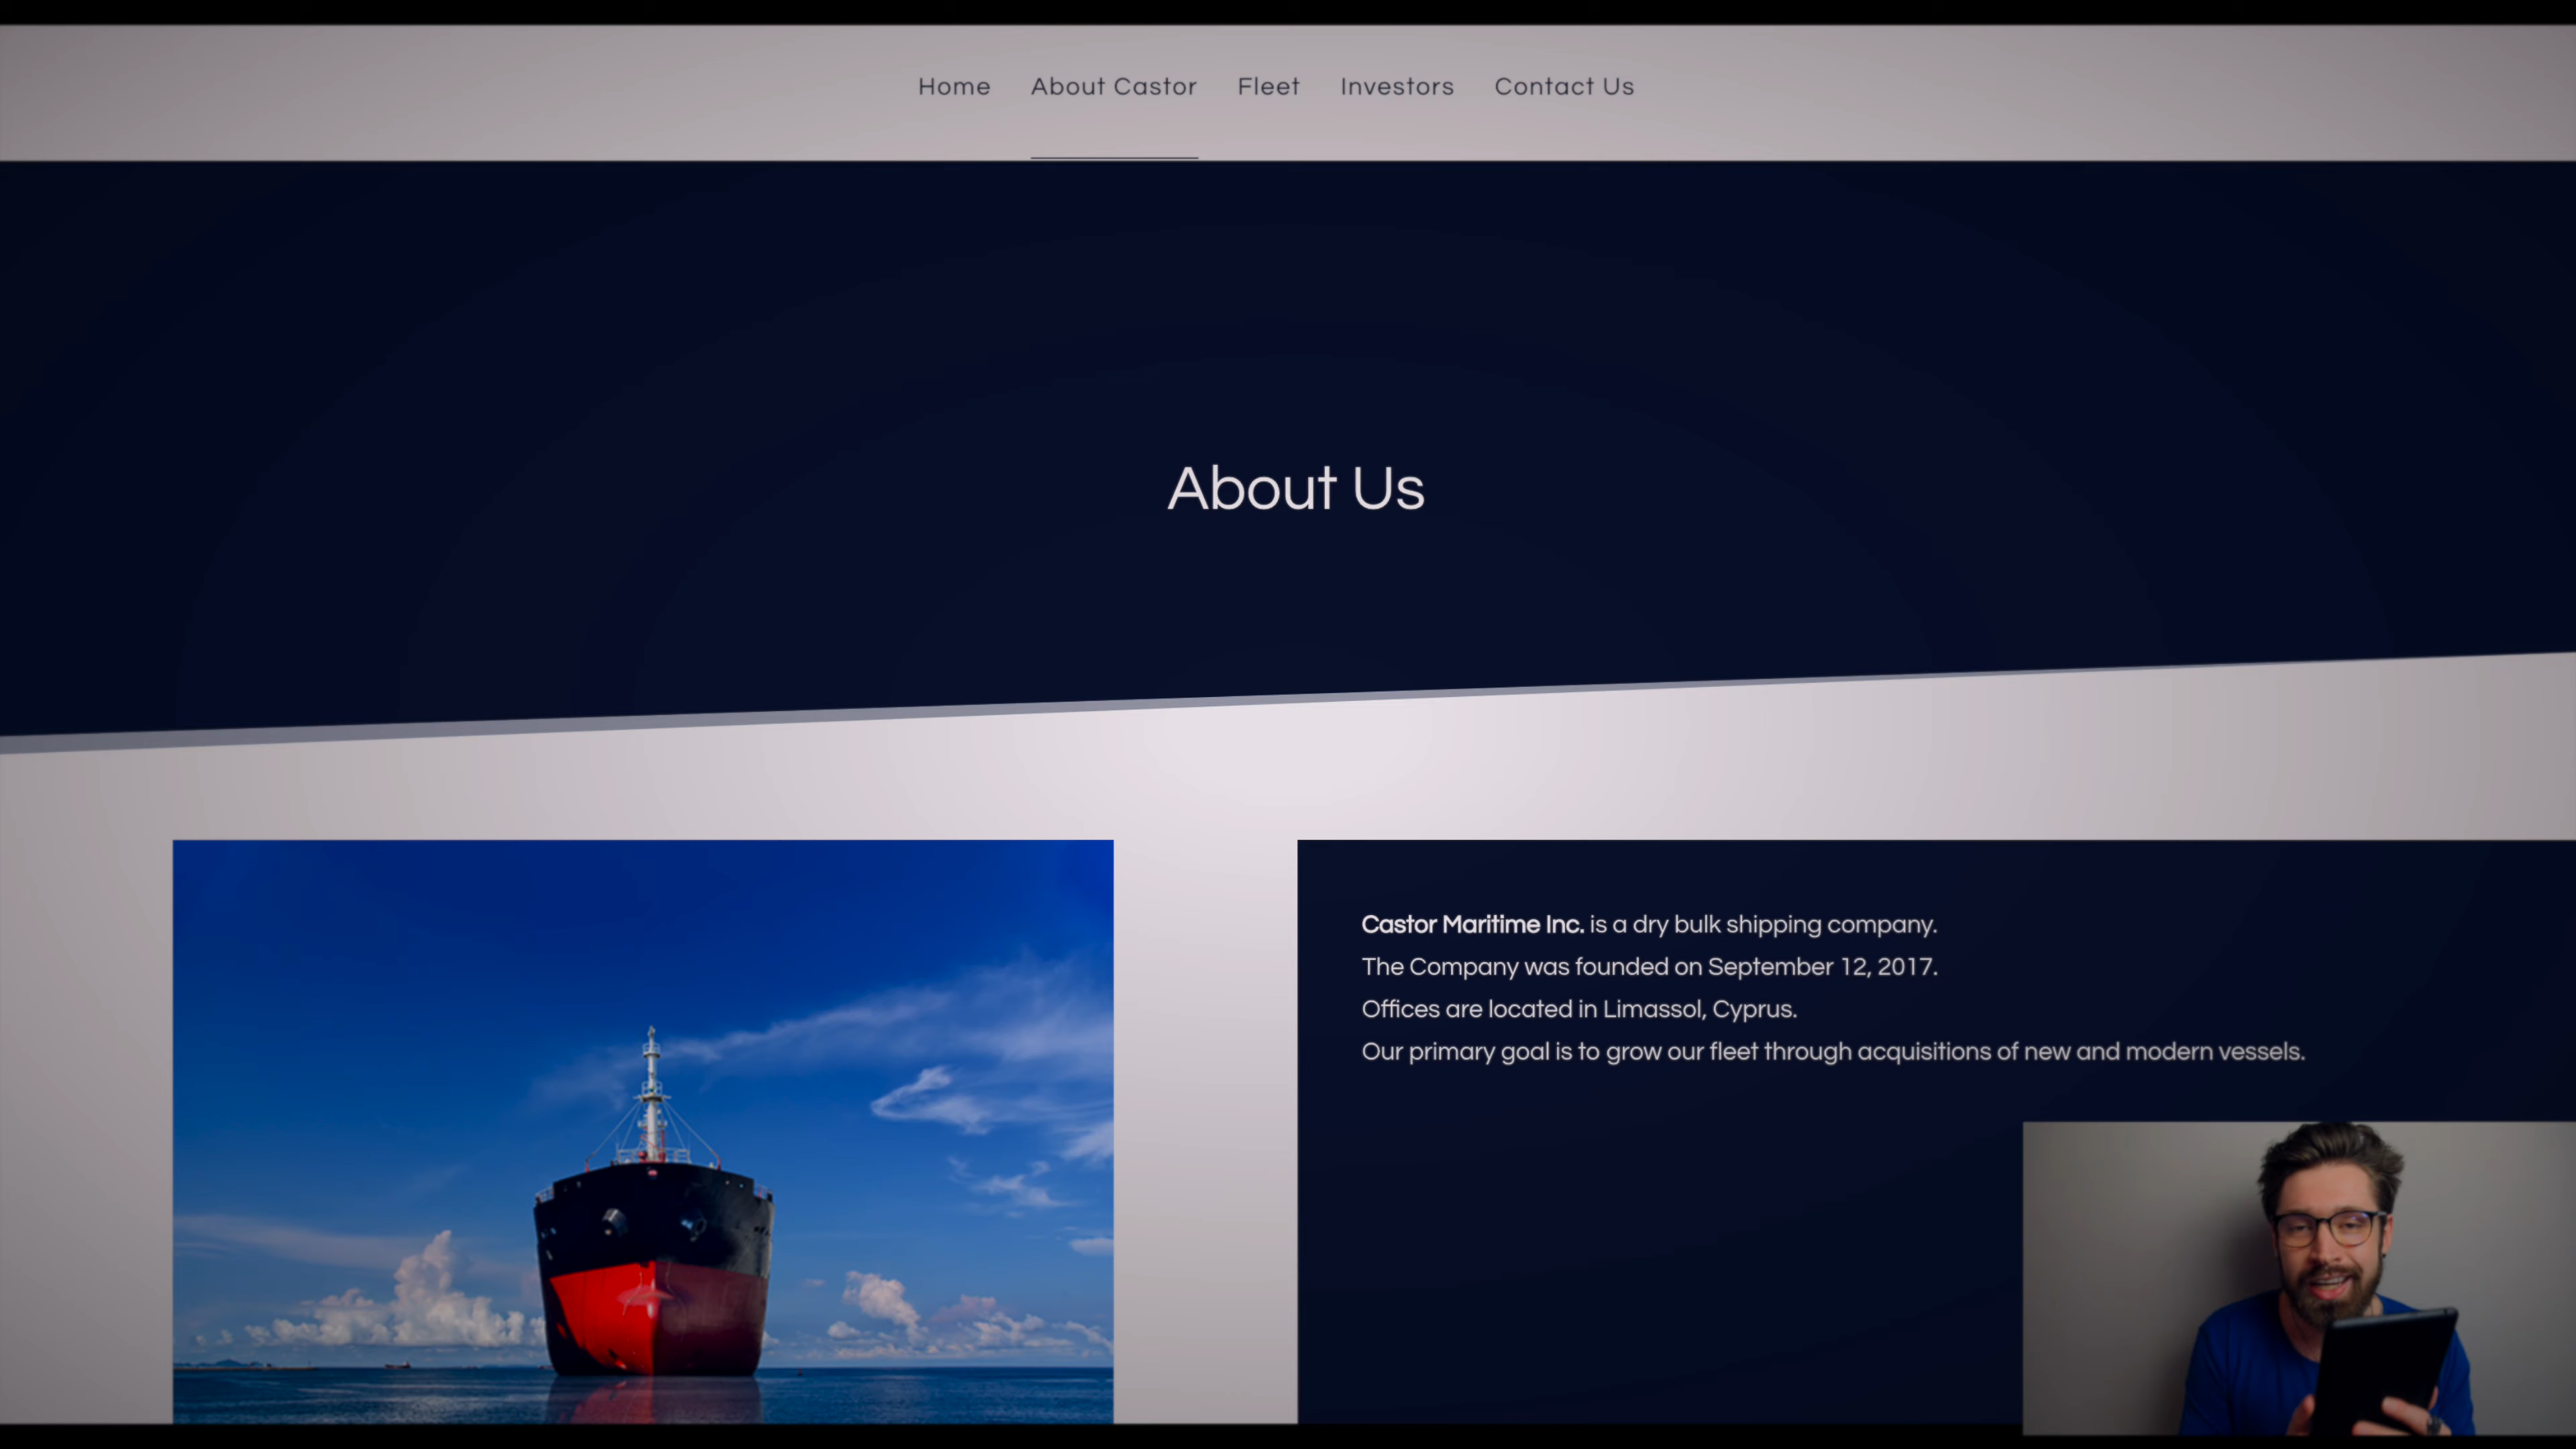 Home About Castor Fleet Investors Contact Us
About Us
Castor Maritime Inc. is a dry bulk shipping company.
The Company was founded on September 12, 2017.
Offices are located in Limassol, Cyprus.
Our primary goal is to grow our fleet through acquisitions of new and modern vessels.